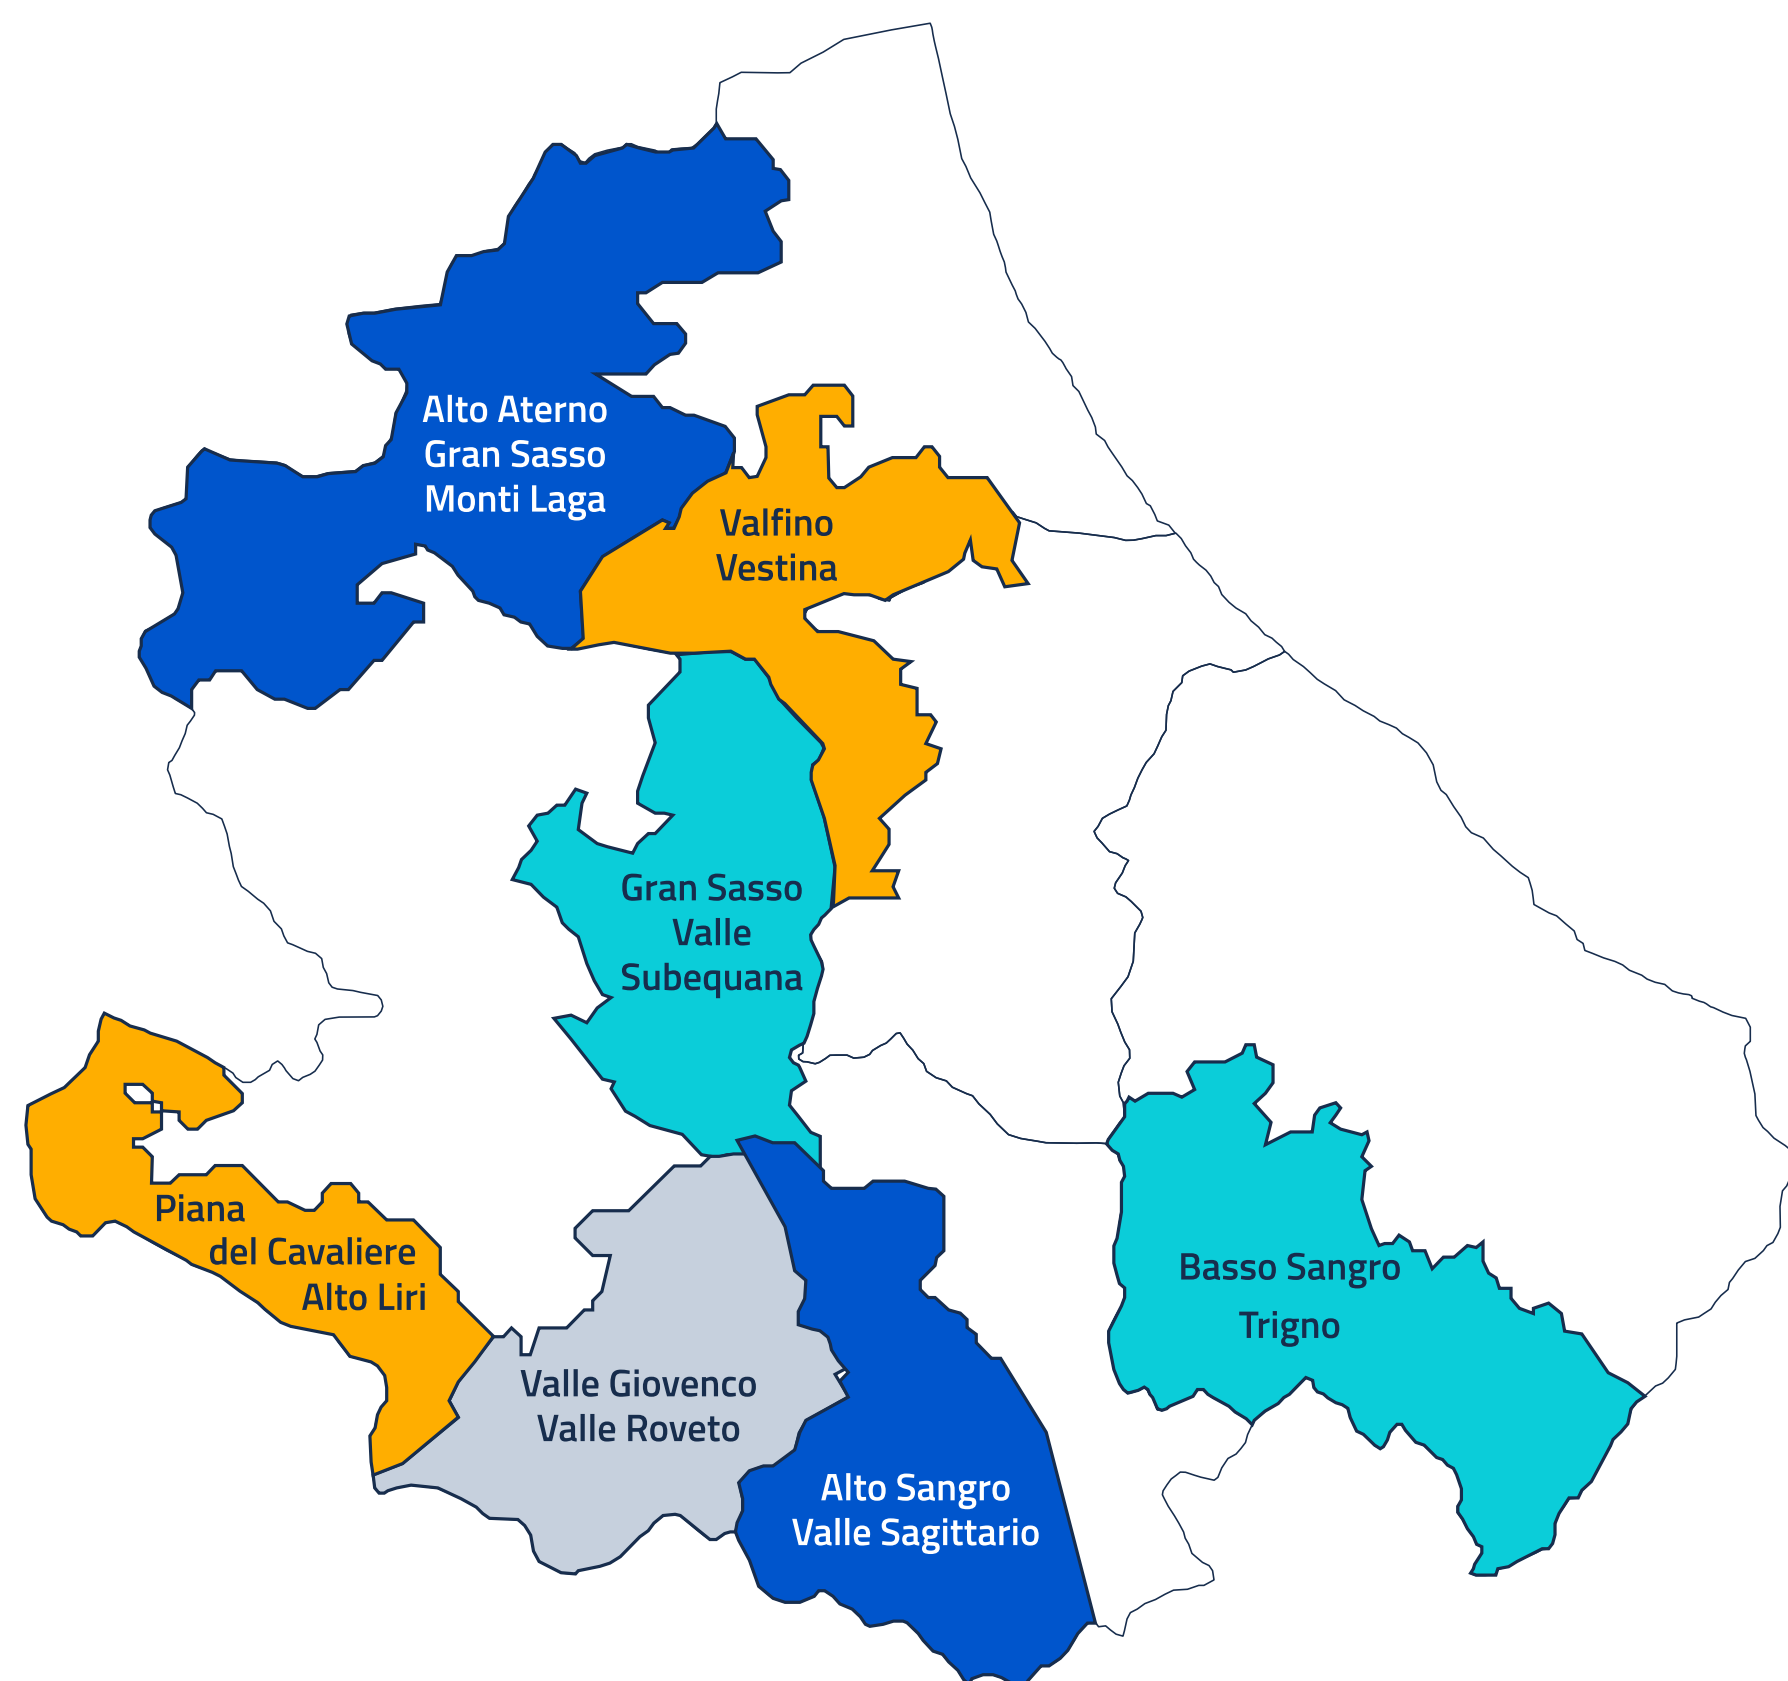 Alto Aterno
Gran Sasso
Monti Laga
Valfino
Vestina
Gran Sasso
Valle
Subequana
Piana
del Cavaliere
Alto Liri
Basso Sangro
Trigno
Valle Giovenco
Valle Roveto
Alto Sangro
Valle Sagittario